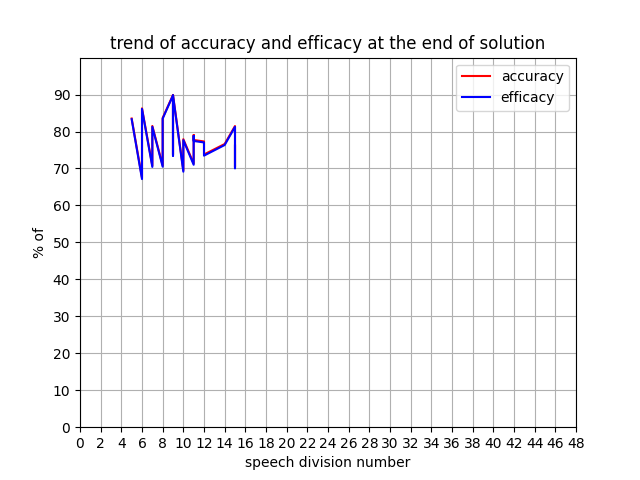 trend of accuracy and efficacy at the end of solution
accuracy
efficacy
90
80
70
60
50
40
30
20
10
0
% of
0 2 4 6 8 10 12 14 16 18 20 22 24 26 28 30 32 34 36 38 40 42 44 46 48
speech division number